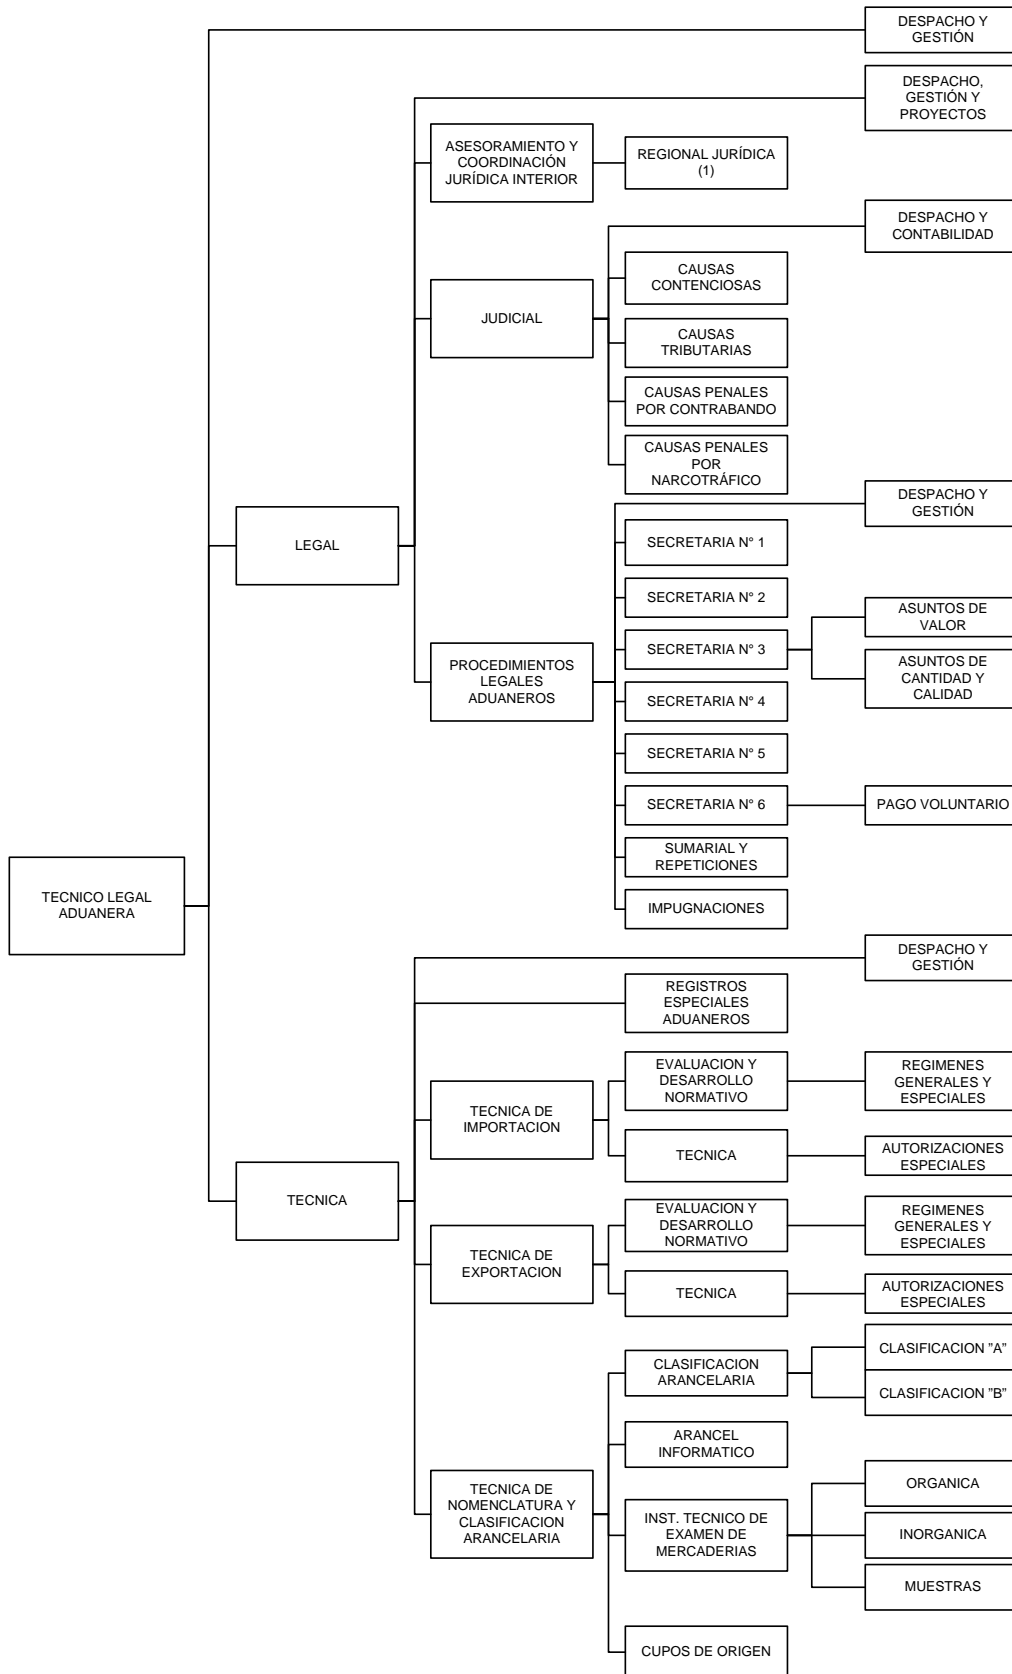 DESPACHO Y
GESTIÓN
DESPACHO,
GESTIÓN Y
PROYECTOS
ASESORAMIENTO Y
COORDINACIÓN
JURÍDICA INTERIOR
REGIONAL JURÍDICA
(1)
DESPACHO Y
CONTABILIDAD
CAUSAS
CONTENCIOSAS
JUDICIAL
CAUSAS
TRIBUTARIAS
CAUSAS PENALES
POR CONTRABANDO
CAUSAS PENALES
POR
NARCOTRÁFICO
DESPACHO Y
GESTIÓN
LEGAL
SECRETARIA N° 1
SECRETARIA N° 2
ASUNTOS DE
VALOR
PROCEDIMIENTOS
LEGALES
ADUANEROS
SECRETARIA N° 3
ASUNTOS DE
CANTIDAD Y
CALIDAD
SECRETARIA N° 4
SECRETARIA N° 5
SECRETARIA N° 6
PAGO VOLUNTARIO
SUMARIAL Y
REPETICIONES
TECNICO LEGAL
ADUANERA
IMPUGNACIONES
DESPACHO Y
GESTIÓN
REGISTROS
ESPECIALES
ADUANEROS
EVALUACION Y
DESARROLLO
NORMATIVO
REGIMENES
GENERALES Y
ESPECIALES
TECNICA DE
IMPORTACION
TECNICA
AUTORIZACIONES
ESPECIALES
TECNICA
EVALUACION Y
DESARROLLO
NORMATIVO
REGIMENES
GENERALES Y
ESPECIALES
TECNICA DE
EXPORTACION
TECNICA
AUTORIZACIONES
ESPECIALES
CLASIFICACION
ARANCELARIA
CLASIFICACION ”A”
CLASIFICACION ”B”
ARANCEL
INFORMATICO
TECNICA DE
NOMENCLATURA Y
CLASIFICACION
ARANCELARIA
ORGANICA
INST. TECNICO DE
EXAMEN DE
MERCADERIAS
INORGANICA
MUESTRAS
CUPOS DE ORIGEN